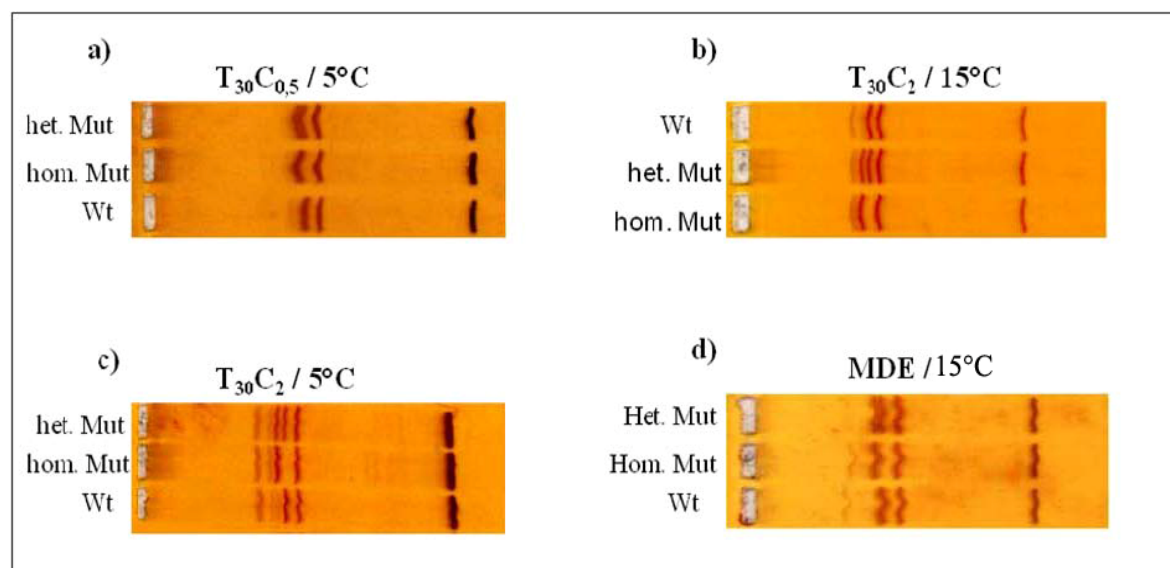 a)
T₃₀C₀,₅ / 5°C
het. Mut
hom. Mut
Wt
b)
T₃₀C₂ / 15°C
Wt
het. Mut
hom. Mut
c)
T₃₀C₂ / 5°C
het. Mut
hom. Mut
Wt
d)
MDE / 15°C
Het. Mut
Hom. Mut
Wt